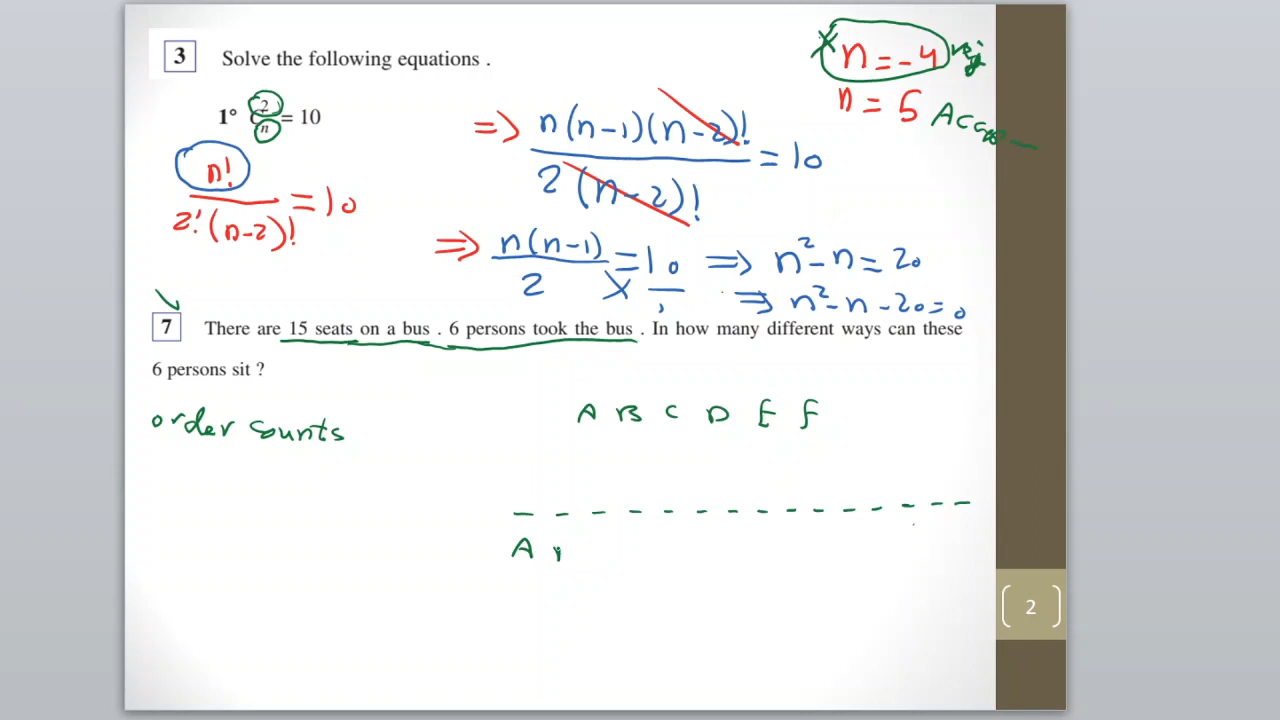 3 Solve the following equations .
1° C 2 n = 10
n! / 2! (n-2)! = 10
=> n(n-1)(n-2)! / 2 (n-2)! = 10
=> n(n-1) / 2 = 10 => n² - n = 20
=> n² - n - 20 = 0
n = -4
n = 5
7 There are 15 seats on a bus . 6 persons took the bus . In how many different ways can these
6 persons sit ?
order counts
A B C D E F
A
2